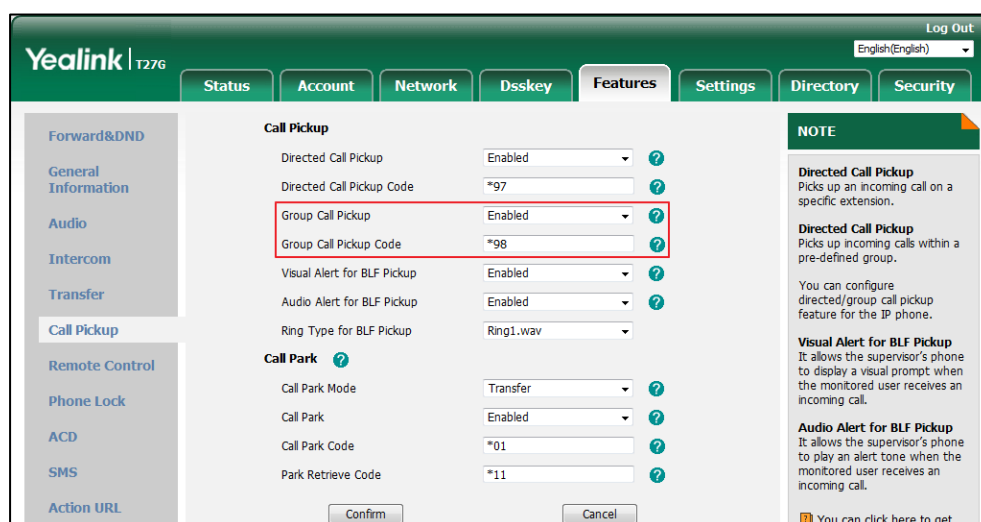 Log Out
English(English)
Yealink T27G
Status Account Network Dsskey Features Settings Directory Security
Forward&DND
General
Information
Audio
Intercom
Transfer
Call Pickup
Remote Control
Phone Lock
ACD
SMS
Action URL
Call Pickup
Directed Call Pickup Enabled ?
Directed Call Pickup Code *97 ?
Group Call Pickup Enabled ?
Group Call Pickup Code *98 ?
Visual Alert for BLF Pickup Enabled ?
Audio Alert for BLF Pickup Enabled ?
Ring Type for BLF Pickup Ring1.wav
Call Park ?
Call Park Mode Transfer ?
Call Park Enabled ?
Call Park Code *01 ?
Park Retrieve Code *11 ?
Confirm Cancel
NOTE
Directed Call Pickup
Picks up an incoming call on a
specific extension.
Directed Call Pickup
Picks up incoming calls within a
pre-defined group.
You can configure
directed/group call pickup
feature for the IP phone.
Visual Alert for BLF Pickup
It allows the supervisor's phone
to display a visual prompt when
the monitored user receives an
incoming call.
Audio Alert for BLF Pickup
It allows the supervisor's phone
to play an alert tone when the
monitored user receives an
incoming call.
? You can click here to get